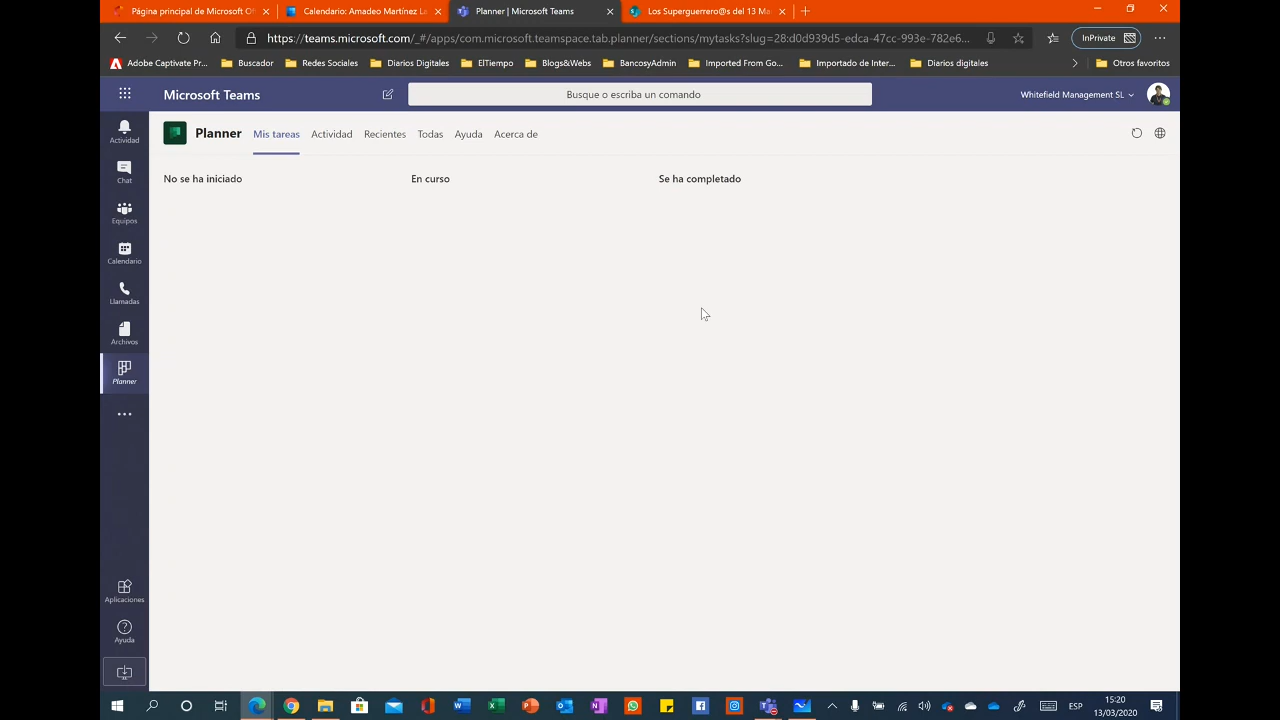 Página principal de Microsoft Of
Calendario: Amadeo Martínez La
Planner | Microsoft Teams
Los Superguerrero@s del 13 Ma
https://teams.microsoft.com/_#/apps/com.microsoft.teamspace.tab.planner/sections/mytasks?slug=28:d0d939d5-edca-47cc-993e-782e6...
InPrivate
Adobe Captivate Pr...
Buscador
Redes Sociales
Diarios Digitales
ElTiempo
Blogs&Webs
BancosyAdmin
Imported From Go...
Importado de Inter...
Diarios digitales
Otros favoritos
Microsoft Teams
Busque o escriba un comando
Whitefield Management SL
Planner
Mis tareas
Actividad
Recientes
Todas
Ayuda
Acerca de
No se ha iniciado
En curso
Se ha completado
Actividad
Chat
Equipos
Calendario
Llamadas
Archivos
Planner
Aplicaciones
Ayuda
ESP
15:20
13/03/2020